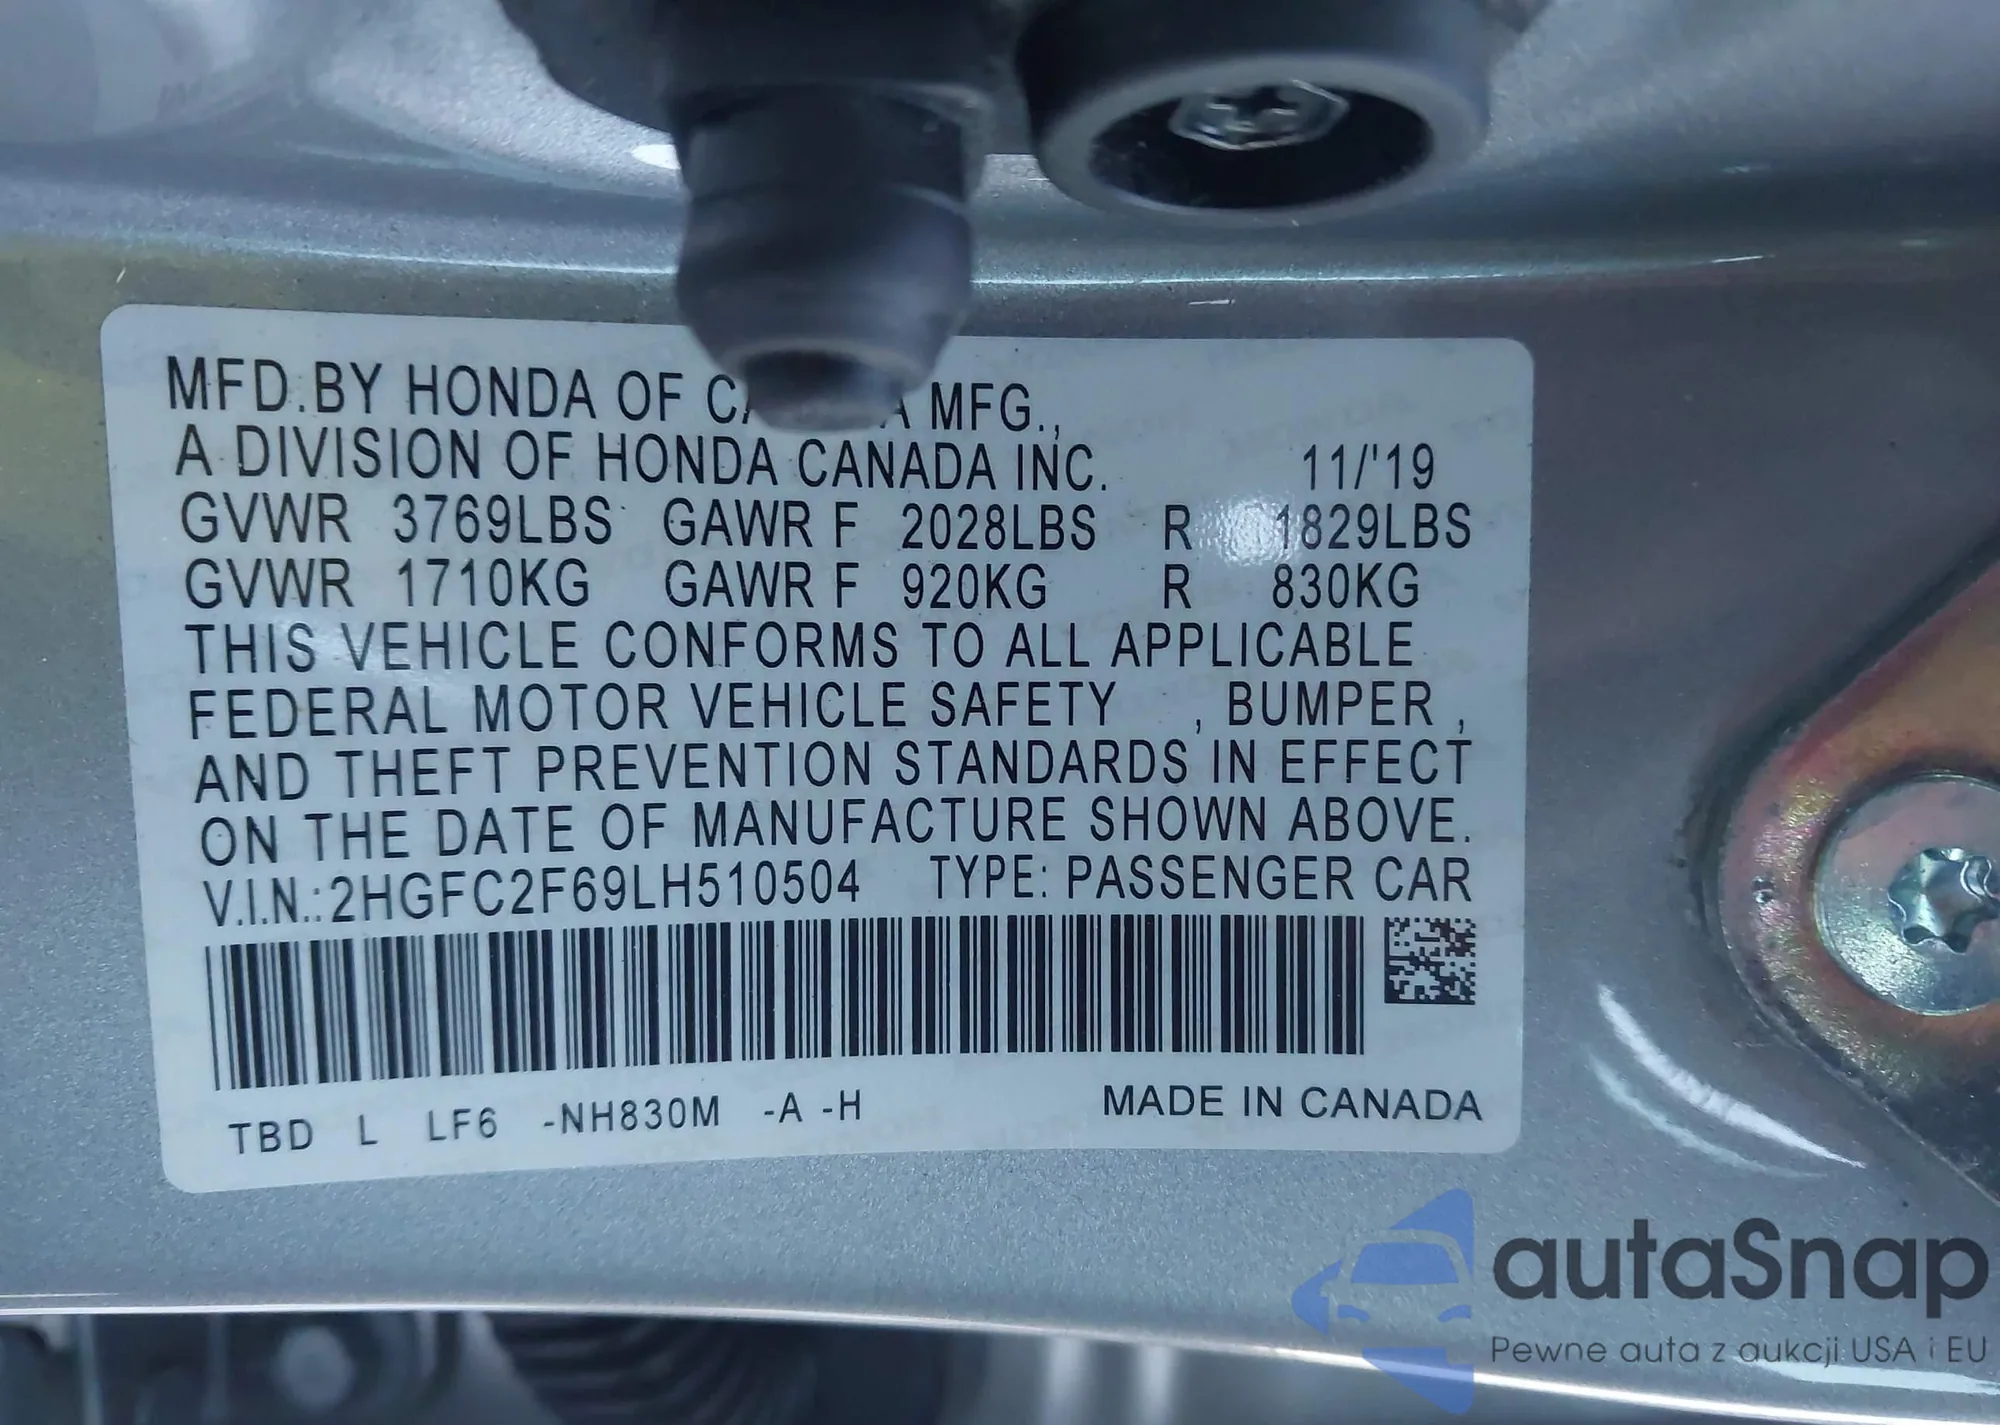 MFD.BY HONDA OF MFG.,
A DIVISION OF HONDA CANADA INC. 11/'19
GVWR 3769LBS GAWR F 2028LBS R 1829LBS
GVWR 1710KG GAWR F 920KG R 830KG
THIS VEHICLE CONFORMS TO ALL APPLICABLE
FEDERAL MOTOR VEHICLE SAFETY , BUMPER ,
AND THEFT PREVENTION STANDARDS IN EFFECT
ON THE DATE OF MANUFACTURE SHOWN ABOVE.
V.I.N.:2HGFC2F69LH510504 TYPE: PASSENGER CAR
TBD L LF6 -NH830M -A -H MADE IN CANADA
autaSnap
Pewne auta z aukcji USA i EU